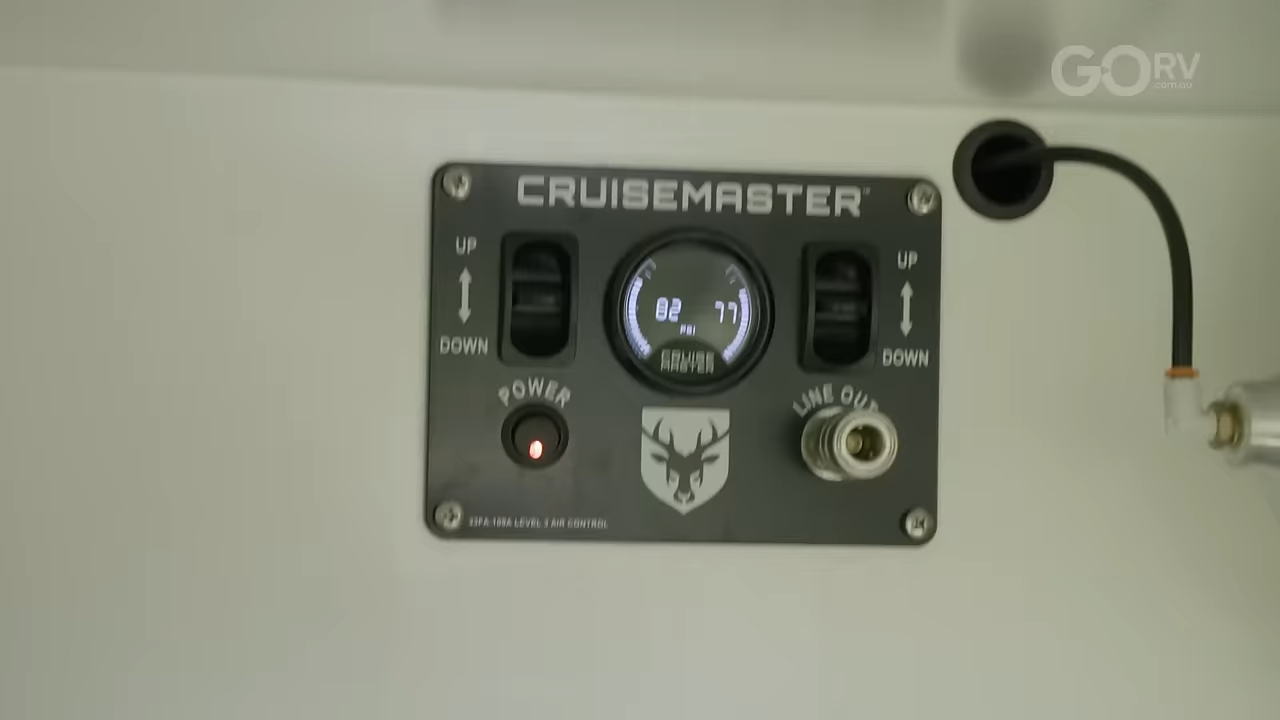 GORV
.com.au
CRUISEMASTER™
UP
DOWN
82 77
PSI
CRUISE
MASTER
UP
DOWN
POWER
LINE OUT
LEVEL 3 AIR CONTROL